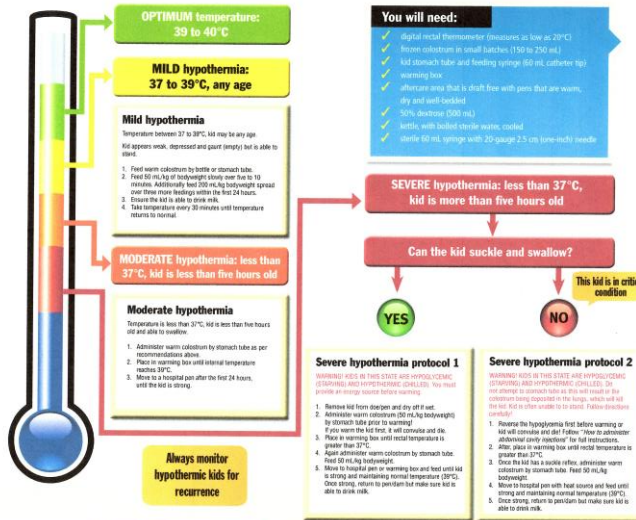 OPTIMUM temperature:
39 to 40°C
MILD hypothermia:
37 to 39°C, any age
Mild hypothermia
Temperature between 37 to 39°C, kid may be any age.
Kid appears weak, depressed and gaunt (empty) but is able to
stand.
1. Feed warm colostrum by bottle or stomach tube.
2. Feed 50 mL/kg of bodyweight slowly over five to 10
minutes. Additionally feed 200 mL/kg bodyweight spread
over three more feedings within the first 24 hours.
3. Ensure the kid is able to drink milk.
4. Take temperature every 30 minutes until temperature
returns to normal.
MODERATE hypothermia: less than
37°C, kid is less than five hours old
Moderate hypothermia
Temperature is less than 37°C, kid is less than five hours
old and able to swallow.
1. Administer warm colostrum by stomach tube as per
recommendations above.
2. Place in warming box until internal temperature
reaches 39°C.
3. Move to a hospital pen after the first 24 hours,
until the kid is strong.
Always monitor
hypothermic kids for
recurrence
You will need:
✓ digital rectal thermometer (measures as low as 20°C)
✓ frozen colostrum in small batches (150 to 250 mL)
✓ kid stomach tube and feeding syringe (60 mL catheter tip)
✓ warming box
✓ aftercare area that is draft free with pens that are warm,
dry and well-bedded
✓ 50% dextrose (500 mL)
✓ kettle, with boiled sterile water, cooled
✓ sterile 60 mL syringe with 20-gauge 2.5 cm (one-inch) needle
SEVERE hypothermia: less than 37°C,
kid is more than five hours old
Can the kid suckle and swallow?
This kid is in critic
condition
YES
NO
Severe hypothermia protocol 1
WARNING! KIDS IN THIS STATE ARE HYPOGLYCEMIC
(STARVING) AND HYPOTHERMIC (CHILLED). You must
provide an energy source before warming.
1. Remove kid from doe/pen and dry off if wet.
2. Administer warm colostrum (50 mL/kg bodyweight)
by stomach tube prior to warming!
If you warm the kid first, it will convulse and die.
3. Place in warming box until rectal temperature is
greater than 37°C.
4. Again administer warm colostrum by stomach tube.
Feed 50 mL/kg bodyweight.
5. Move to hospital pen or warming box and feed until kid
is strong and maintaining normal temperature (39°C).
Once strong, return to pen/dam but make sure kid is
able to drink milk.
Severe hypothermia protocol 2
WARNING! KIDS IN THIS STATE ARE HYPOGLYCEMIC
(STARVING) AND HYPOTHERMIC (CHILLED). Do
not attempt to stomach tube as this will result in the
colostrum being deposited in the lungs, which will
kill the kid. Kid is often unable to stand. Follow directions
carefully!
1. Reverse the hypoglycemia first before warming or
kid will convulse and die! Follow "How to administer
abdominal cavity injections" for full instructions.
2. After, place in warming box until rectal temperature is
greater than 37°C.
3. Once the kid has a suckle reflex, administer warm
colostrum by stomach tube. Feed 50 mL/kg
bodyweight.
4. Move to hospital pen with heat source and feed until
strong and maintaining normal temperature (39°C).
5. Once strong, return to pen/dam but make sure kid is
able to drink milk.